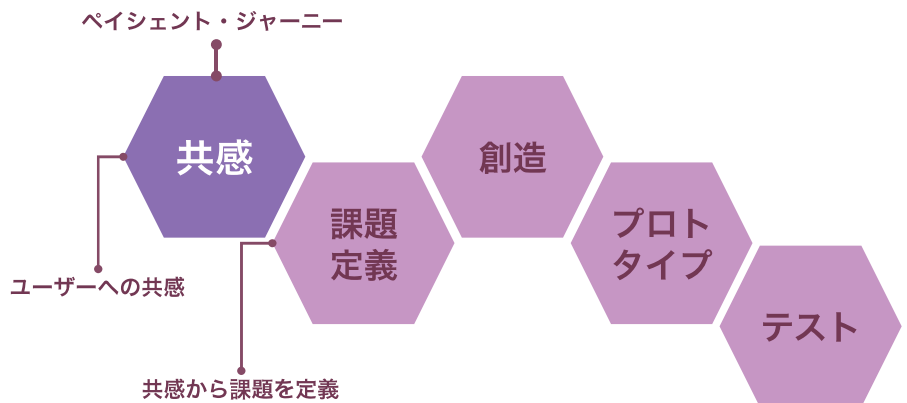 ペイシェント・ジャーニー
共感
創造
課題
定義
プロト
タイプ
ユーザーへの共感
テスト
共感から課題を定義